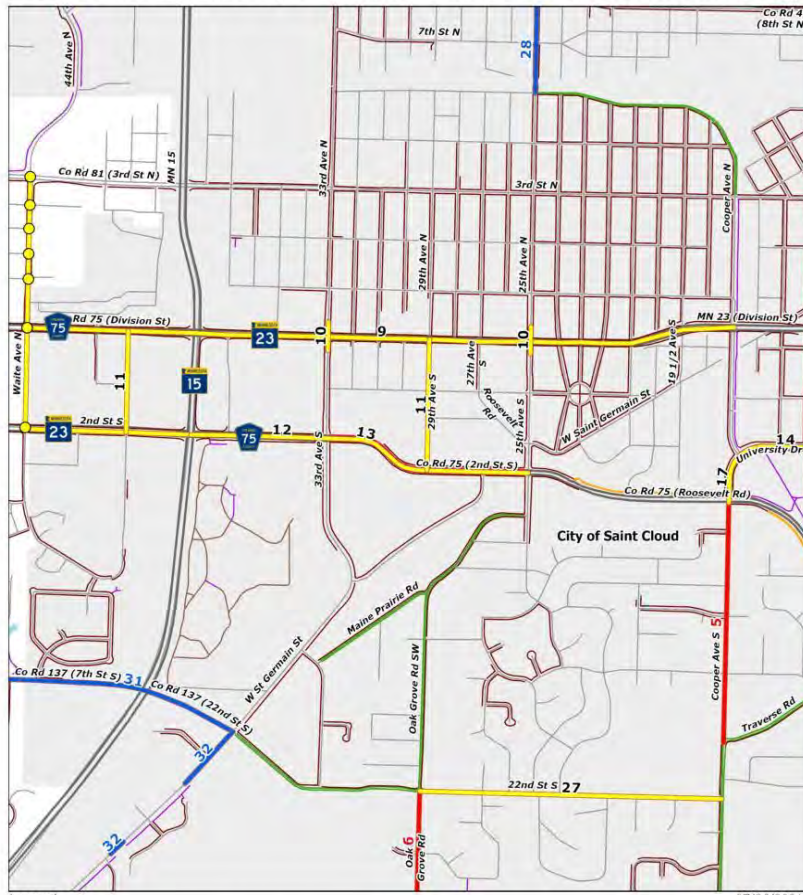 Co Rd 4
(8th St N)
7th St N
28
44th Ave N
MN 15
33rd Ave N
Co Rd 81 (3rd St N)
3rd St N
Cooper Ave N
29th Ave N
25th Ave N
75
Rd 75 (Division St)
23
10
9
10
MN 23 (Division St)
Waite Ave N
11
15
11
29th Ave S
27th Ave
S
Roosevelt
Rd
25th Ave S
19 1/2 Ave S
W Saint Germain St
23
2nd St S
75
12
13
33rd Ave S
Co Rd 75 (2nd St S)
14
University Dr
17
Co Rd 75 (Roosevelt Rd)
City of Saint Cloud
Maine Prairie Rd
5
Cooper Ave S
Oak Grove Rd SW
W St Germain St
Co Rd 137 (7th St S)
31
Co Rd 137 (22nd St S)
Traverse Rd
32
22nd St S
27
32
6
Oak
Grove Rd